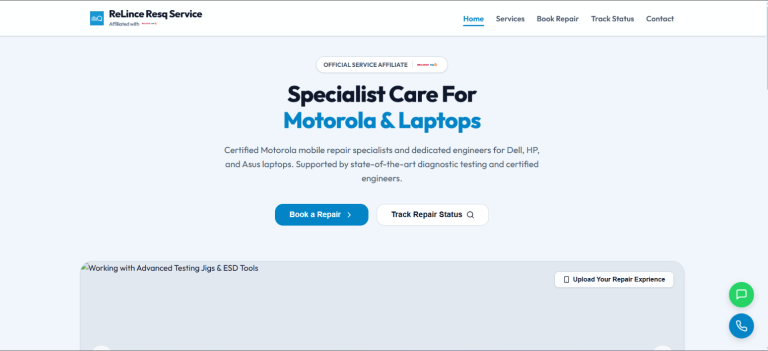 ReLince Resq Service
Affiliated with
Home
Services
Book Repair
Track Status
Contact
OFFICIAL SERVICE AFFILIATE
Specialist Care For
Motorola & Laptops
Certified Motorola mobile repair specialists and dedicated engineers for Dell, HP,
and Asus laptops. Supported by state-of-the-art diagnostic testing and certified
engineers.
Book a Repair
Track Repair Status
Working with Advanced Testing Jigs & ESD Tools
Upload Your Repair Exprience